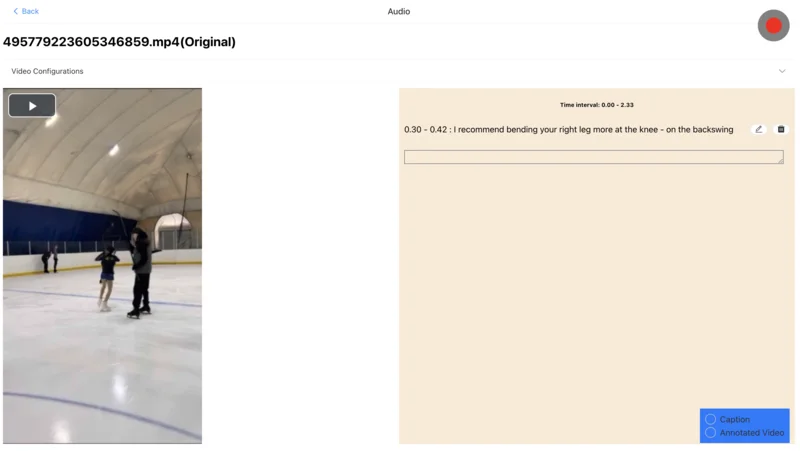 Back
Audio
495779223605346859.mp4(Original)
Video Configurations
Time interval: 0.00 - 2.33
0.30 - 0.42 : I recommend bending your right leg more at the knee - on the backswing
Caption
Annotated Video